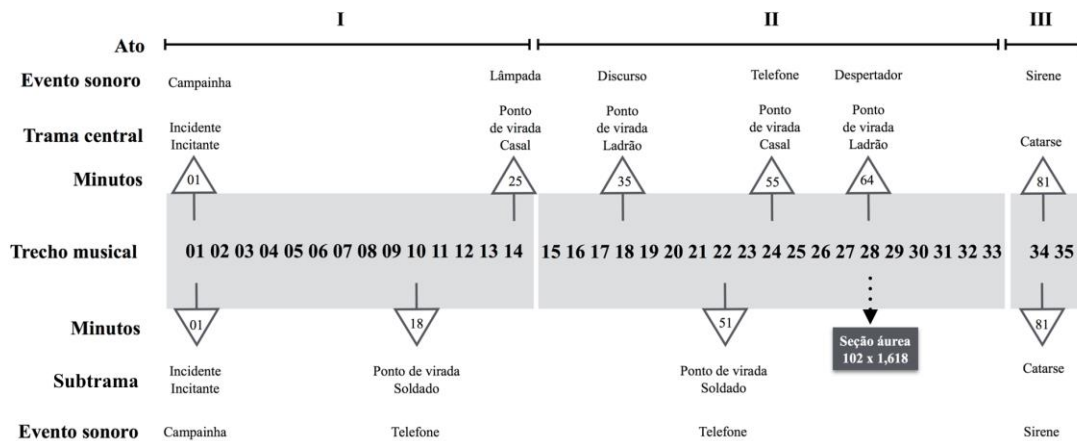 I II III
Ato
Evento sonoro Campainha Lâmpada Discurso Telefone Despertador Sirene
Trama central Incidente Incitante Ponto de virada Casal Ponto de virada Ladrão Ponto de virada Casal Ponto de virada Ladrão Catarse
Minutos 01 25 35 55 64 81
Trecho musical 01 02 03 04 05 06 07 08 09 10 11 12 13 14 15 16 17 18 19 20 21 22 23 24 25 26 27 28 29 30 31 32 33 34 35
Minutos 01 18 51 81
Seção áurea
102 x 1,618
Subtrama Incidente Incitante Ponto de virada Soldado Ponto de virada Soldado Catarse
Evento sonoro Campainha Telefone Telefone Sirene